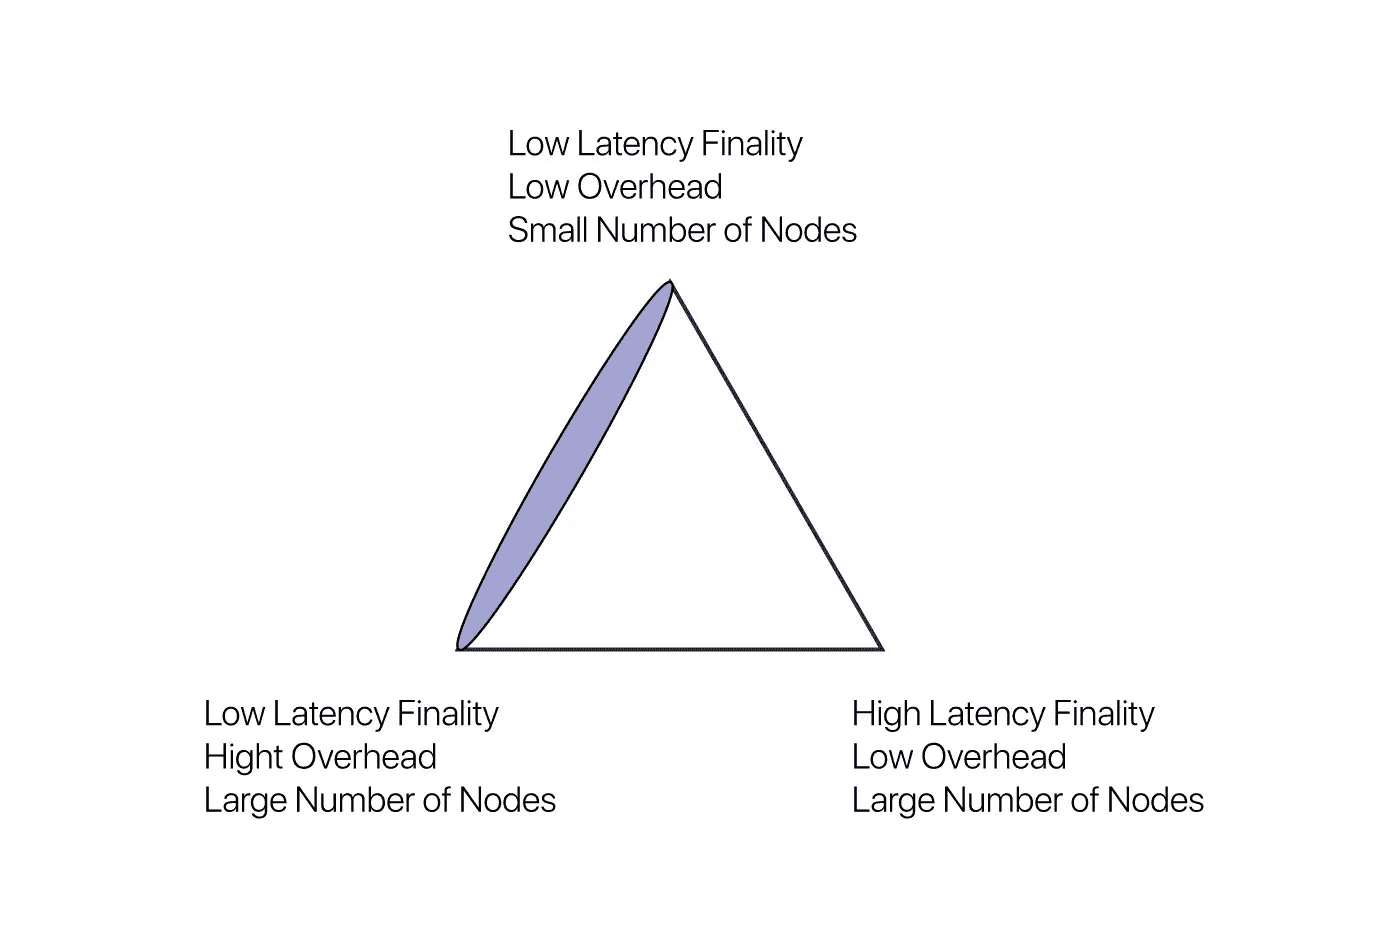 Low Latency Finality
Low Overhead
Small Number of Nodes
Low Latency Finality
Hight Overhead
Large Number of Nodes
High Latency Finality
Low Overhead
Large Number of Nodes